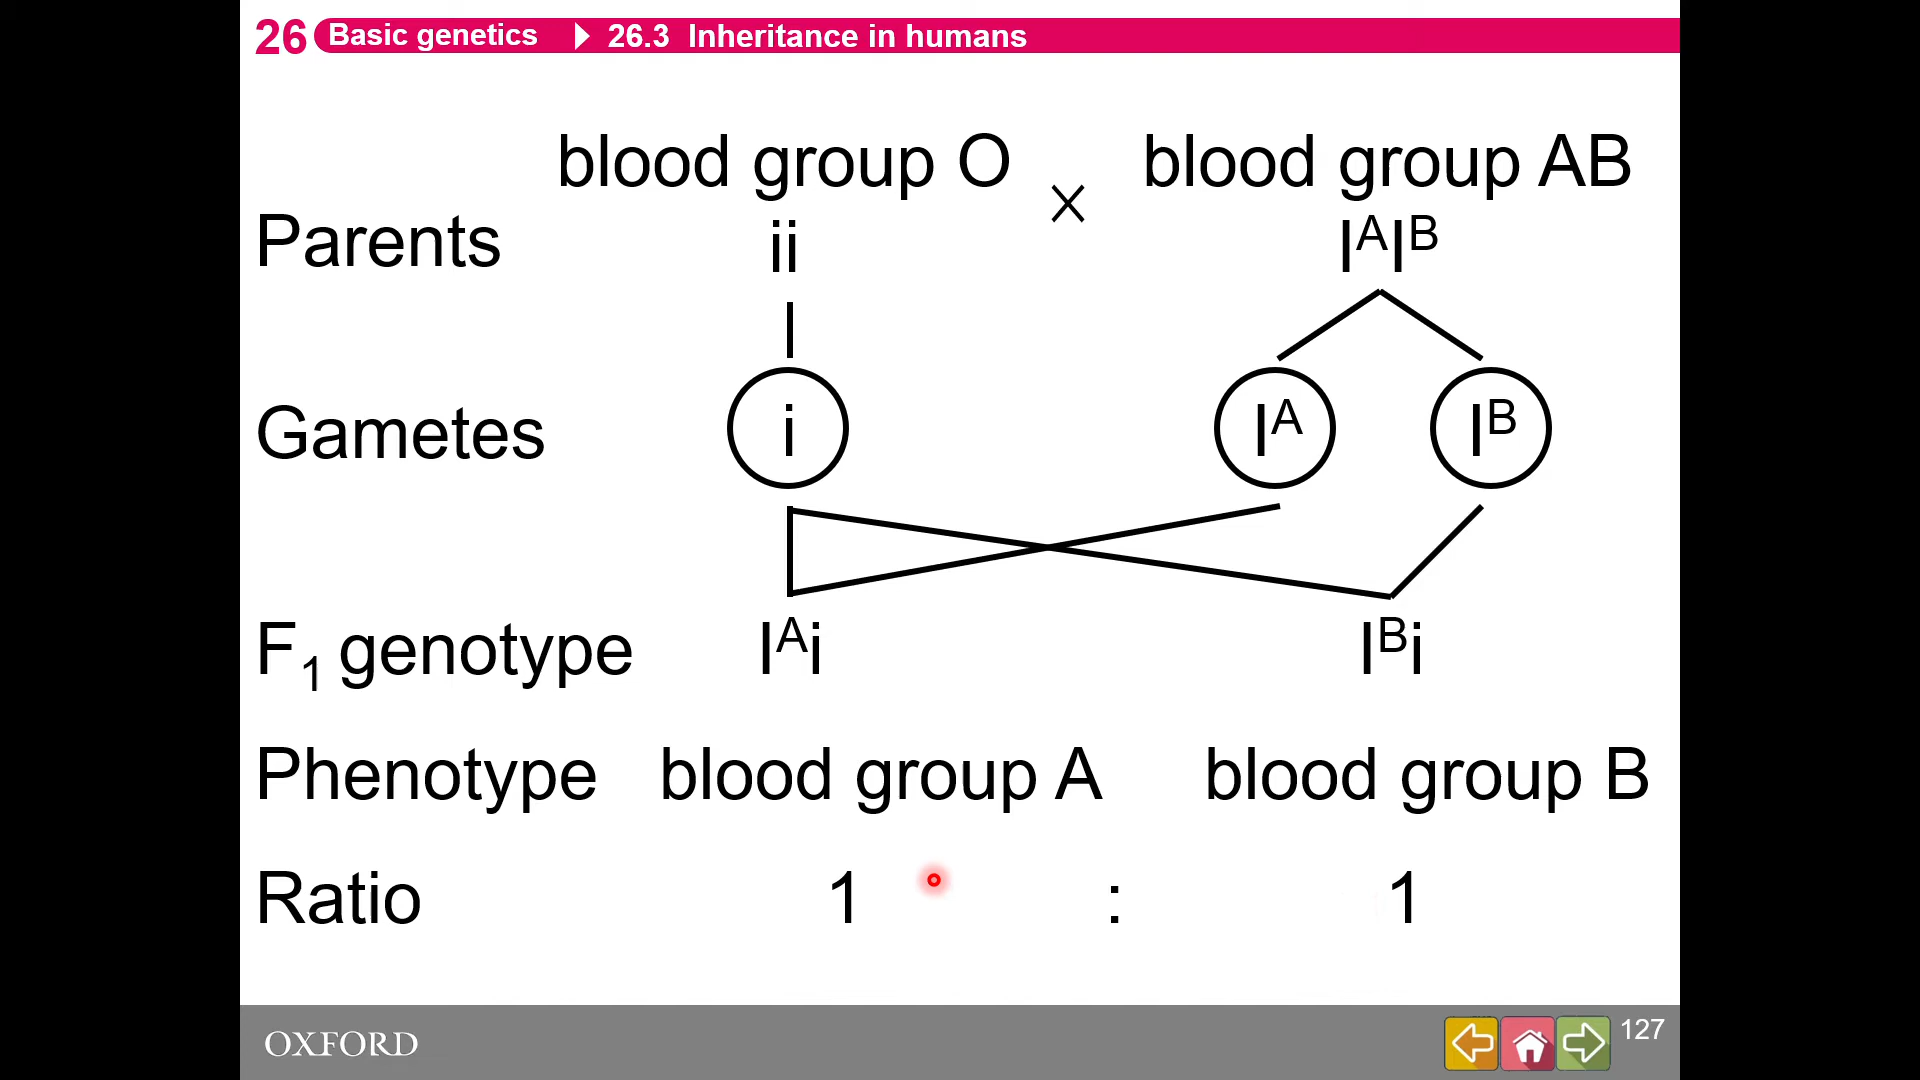 26 Basic genetics 26.3 Inheritance in humans
blood group O × blood group AB
Parents ii IᴬIᴮ
Gametes i Iᴬ Iᴮ
F₁ genotype Iᴬi Iᴮi
Phenotype blood group A blood group B
Ratio 1 : 1
OXFORD 127